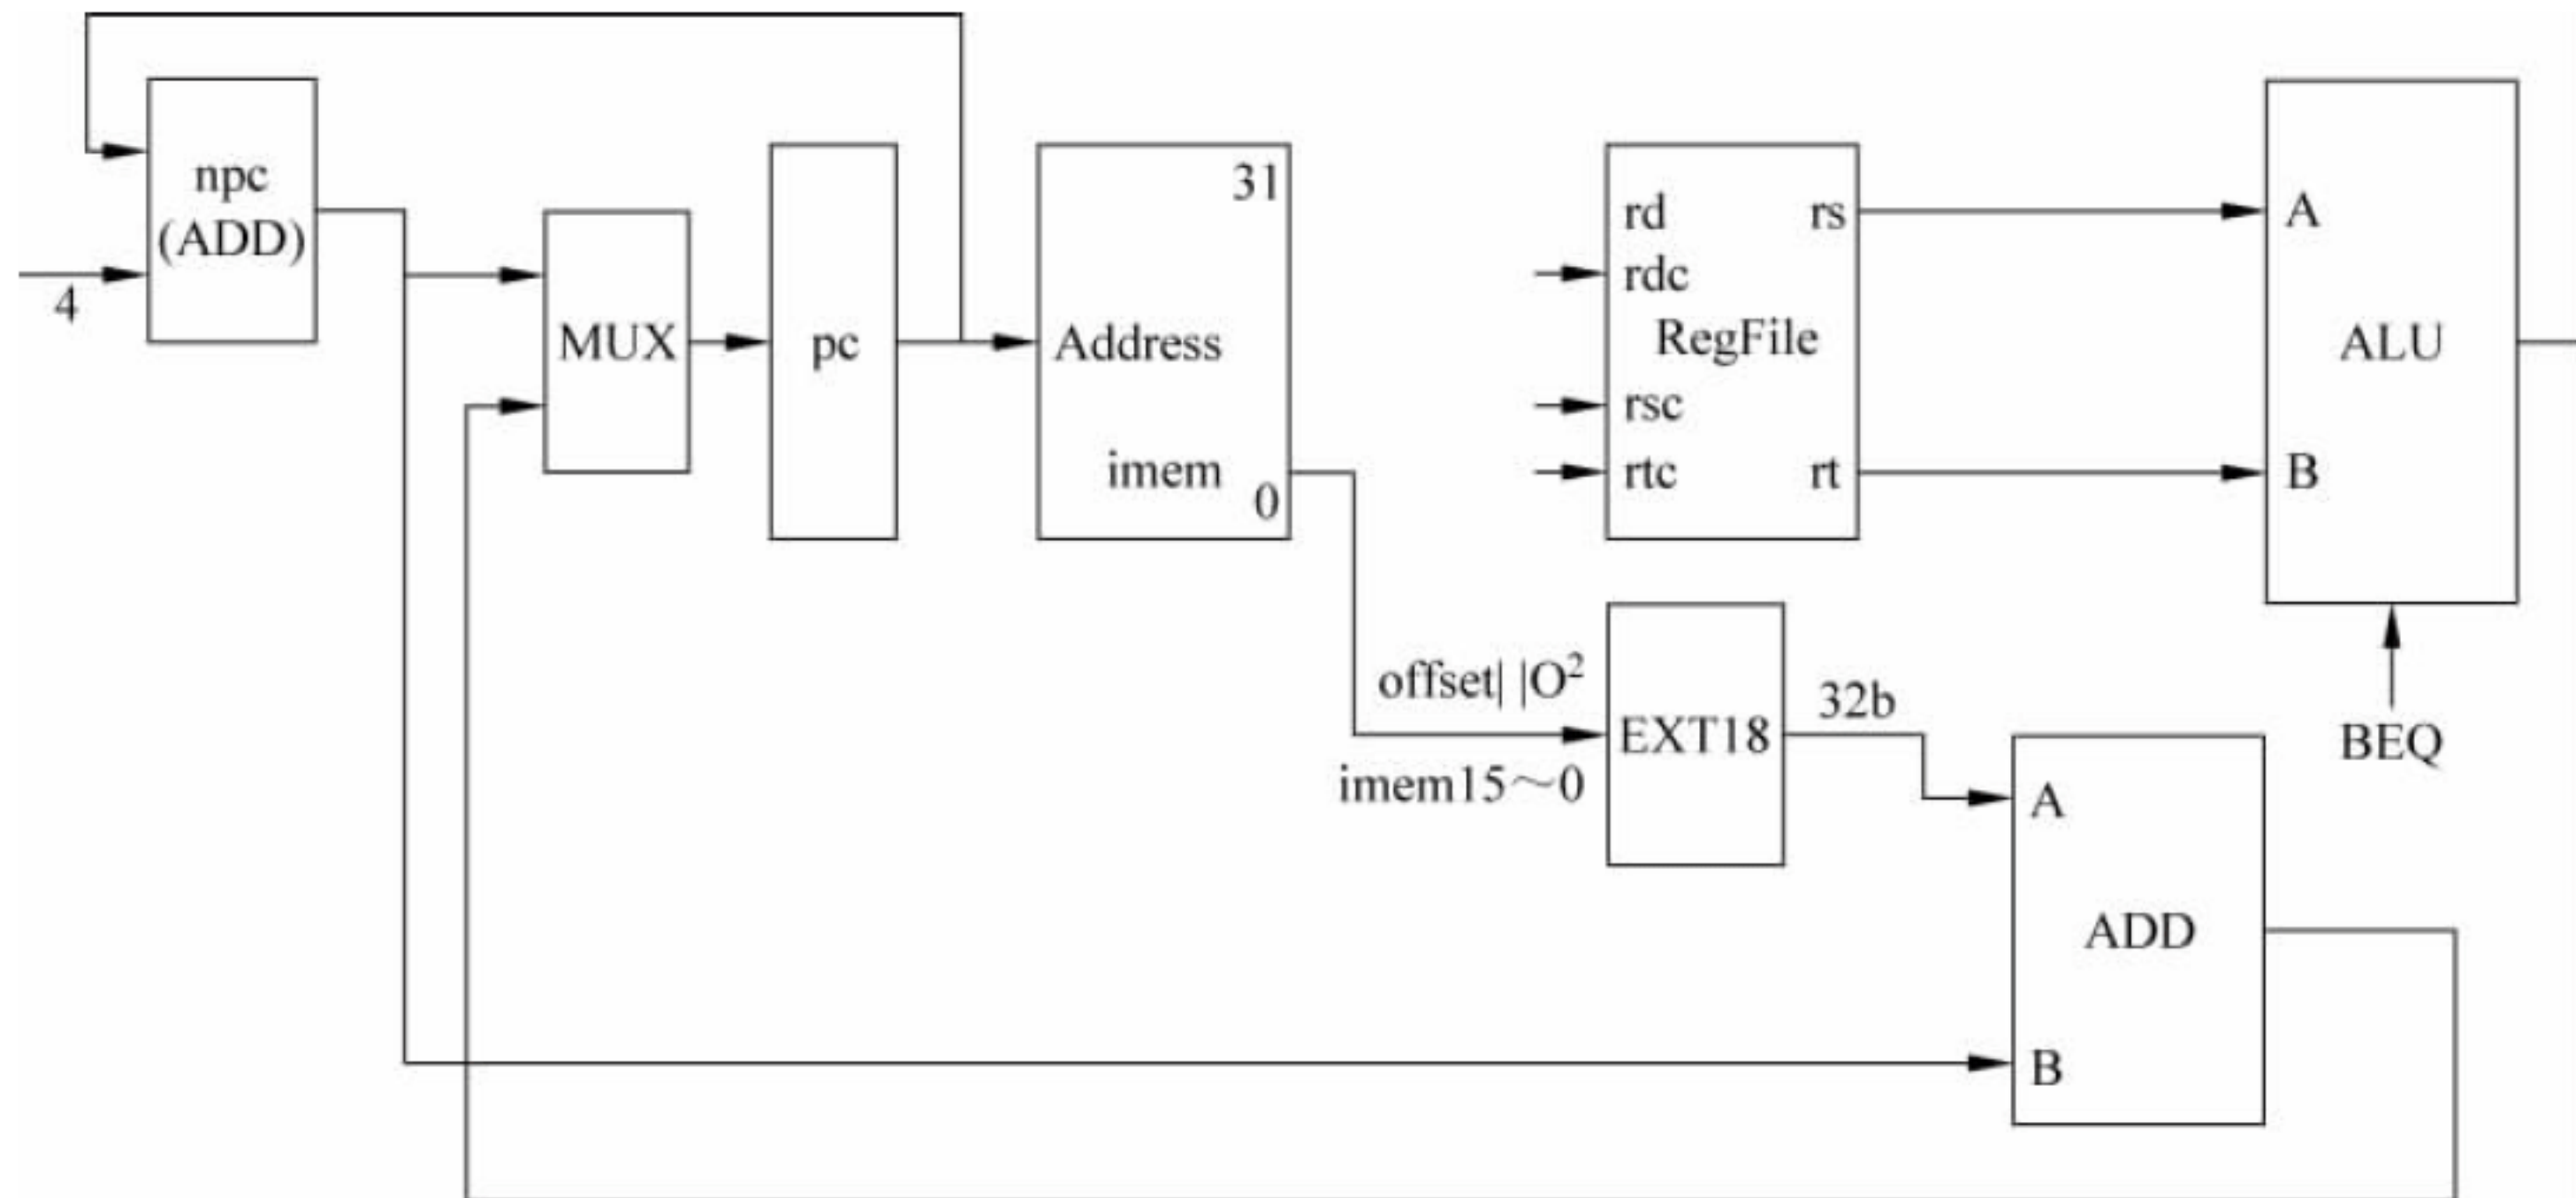 npc
(ADD)
4
MUX
pc
31
Address
imem
0
rd
rs
rdc
RegFile
rsc
rtc
rt
A
ALU
B
BEQ
offset| |O²
imem15～0
EXT18
32b
A
ADD
B